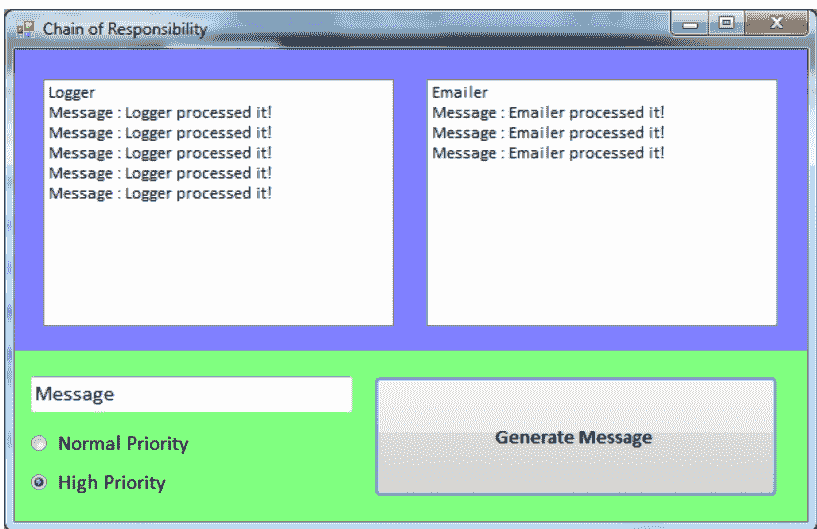 Chain of Responsibility
Logger
Message : Logger processed it!
Message : Logger processed it!
Message : Logger processed it!
Message : Logger processed it!
Message : Logger processed it!
Emailer
Message : Emailer processed it!
Message : Emailer processed it!
Message : Emailer processed it!
Message
Normal Priority
High Priority
Generate Message